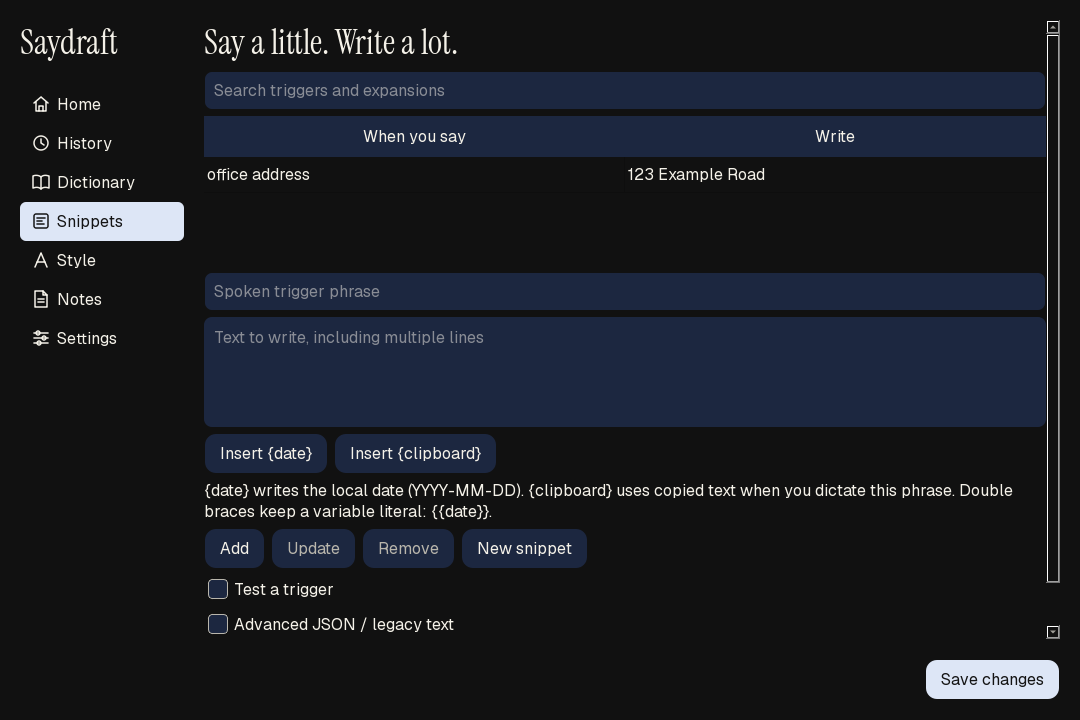 Saydraft
Home
History
Dictionary
Snippets
Style
Notes
Settings
Say a little. Write a lot.
Search triggers and expansions
When you say Write
office address 123 Example Road
Spoken trigger phrase
Text to write, including multiple lines
Insert {date} Insert {clipboard}
{date} writes the local date (YYYY-MM-DD). {clipboard} uses copied text when you dictate this phrase. Double
braces keep a variable literal: {{date}}.
Add Update Remove New snippet
Test a trigger
Advanced JSON / legacy text
Save changes